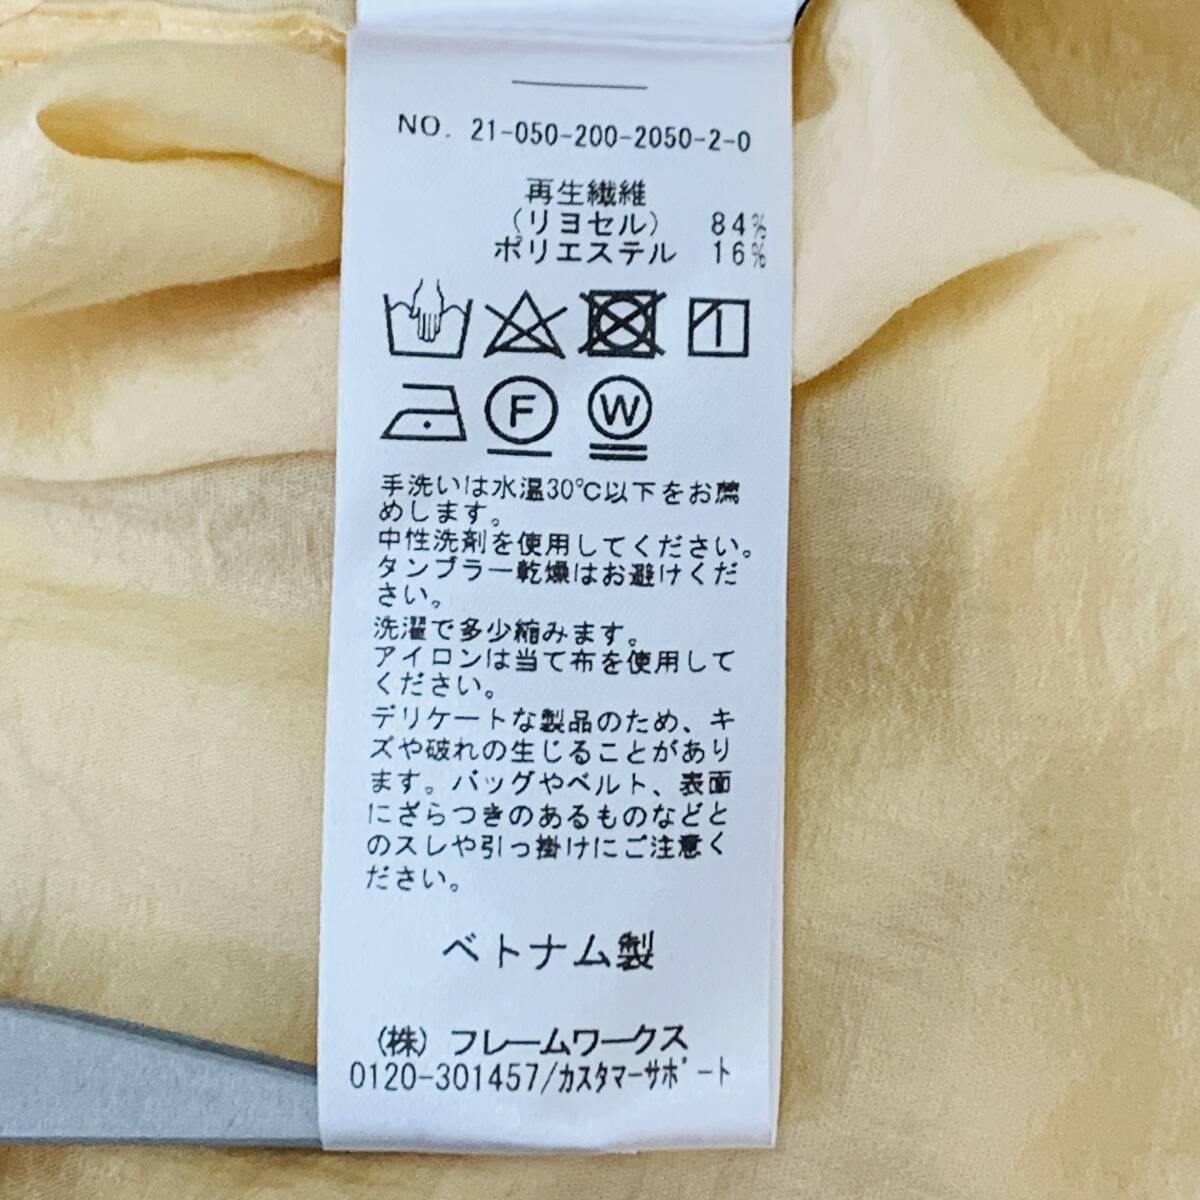 NO. 21-050-200-2050-2-0
再生繊維
(リヨセル) 84%
ポリエステル 16%
F W
手洗いは水温30℃以下をお薦
めします。
中性洗剤を使用してください。
タンブラー乾燥はお避けくだ
さい。
洗濯で多少縮みます。
アイロンは当て布を使用して
ください。
デリケートな製品のため、キ
ズや破れの生じることがあり
ます。バッグやベルト、表面
にざらつきのあるものなどと
のスレや引っ掛けにご注意く
ださい。
ベトナム製
(株) フレームワークス
0120-301457/カスタマーサポート